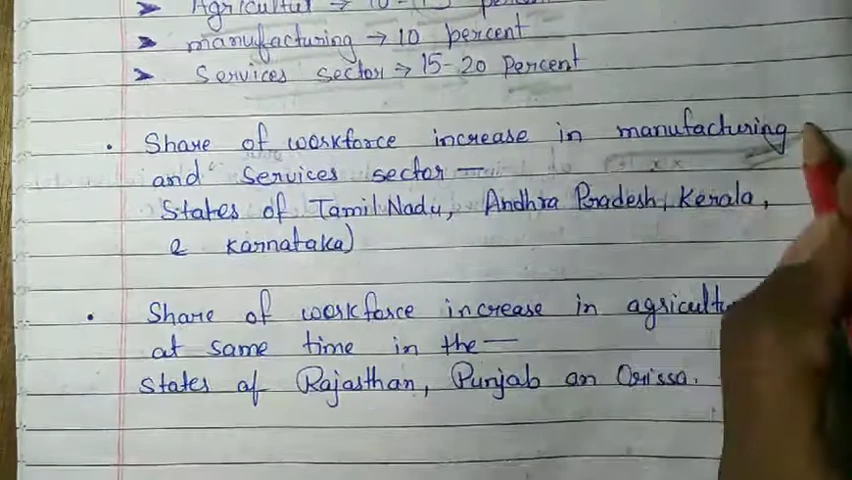 ➤ Agricultur →
➤ manufacturing → 10 percent
➤ Services sector → 15-20 Percent
• Share of workforce increase in manufacturing
and services sector —
States of Tamil Nadu, Andhra Pradesh, Kerala,
& Karnataka)
• Share of workforce increase in agricultu
at same time in the —
states of Rajasthan, Punjab an Orissa.